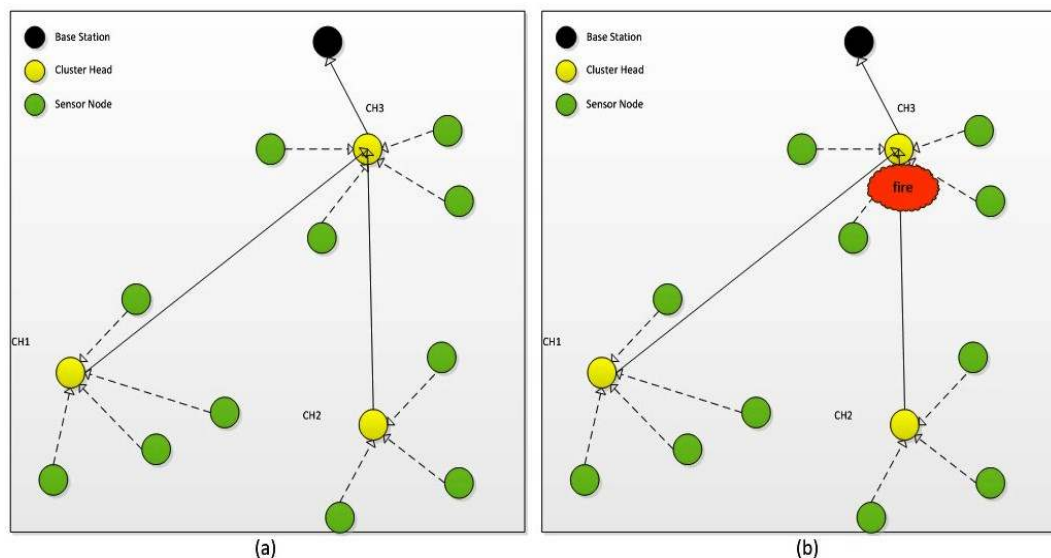 Base Station
Cluster Head
Sensor Node
CH3
CH1
CH2
(a)
Base Station
Cluster Head
Sensor Node
CH3
fire
CH1
CH2
(b)